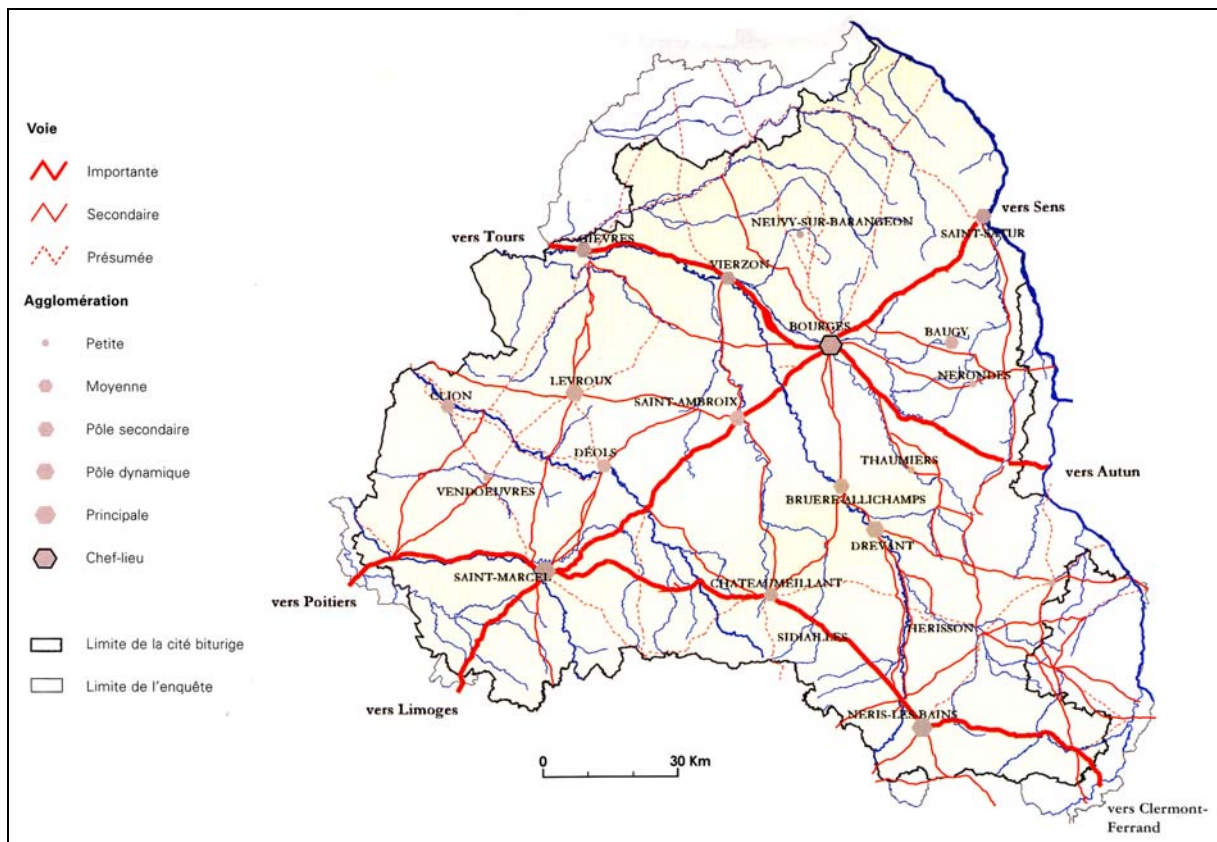 Voie
Importante
Secondaire
Présumée
Agglomération
Petite
Moyenne
Pôle secondaire
Pôle dynamique
Principale
Chef-lieu
Limite de la cité biturige
Limite de l'enquête
vers Sens
NEUVY-SUR-BARANGEON
SAINT-SATUR
vers Tours
GIEVRES
VIERZON
BOURGES
BAUGY
NERONDES
LEVROUX
CLION
SAINT-AMBROIX
DÉOLS
THAUMIERS
vers Autun
VENDOEUVRES
BRUERE-ALLICHAMPS
DREVANT
SAINT-MARCEL
CHATEAUMEILLANT
vers Poitiers
HERISSON
SIDIAILLES
vers Limoges
NERIS-LES-BAINS
0 30 Km
vers Clermont-
Ferrand